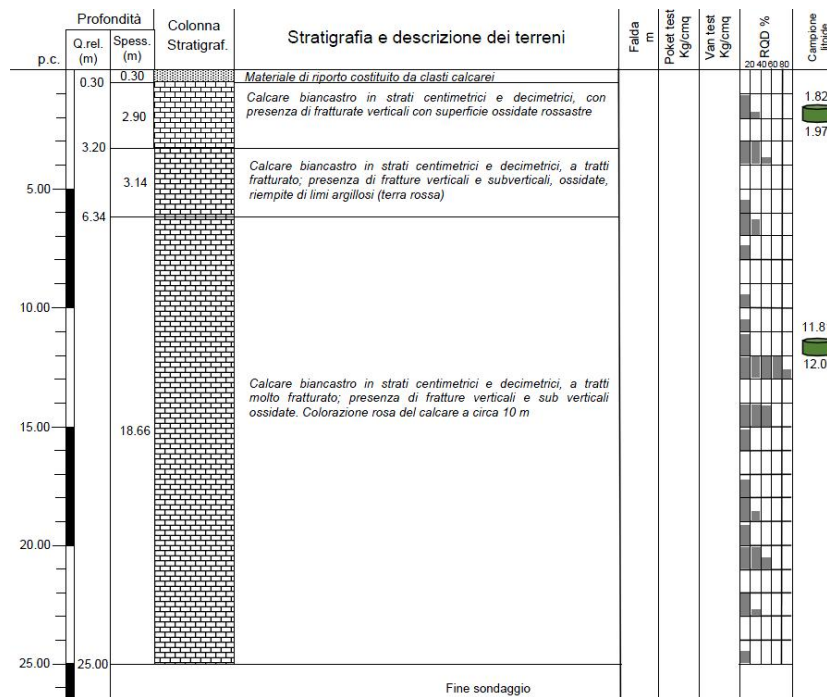 Profondità
Colonna
Stratigraf.
Stratigrafia e descrizione dei terreni
Falda
m
Poket test
Kg/cmq
Van test
Kg/cmq
RQD %
Campione
litoide
p.c.
Q.rel.
(m)
Spess.
(m)
20 40 60 80
0.30
0.30
Materiale di riporto costituito da clasti calcarei
2.90
Calcare biancastro in strati centimetrici e decimetrici, con
presenza di fratturate verticali con superficie ossidate rossastre
1.82
1.97
3.20
3.14
Calcare biancastro in strati centimetrici e decimetrici, a tratti
fratturato; presenza di fratture verticali e subverticali, ossidate,
riempite di limi argillosi (terra rossa)
5.00
6.34
10.00
11.8
12.0
Calcare biancastro in strati centimetrici e decimetrici, a tratti
molto fratturato; presenza di fratture verticali e sub verticali
ossidate. Colorazione rosa del calcare a circa 10 m
15.00
18.66
20.00
25.00
25.00
Fine sondaggio